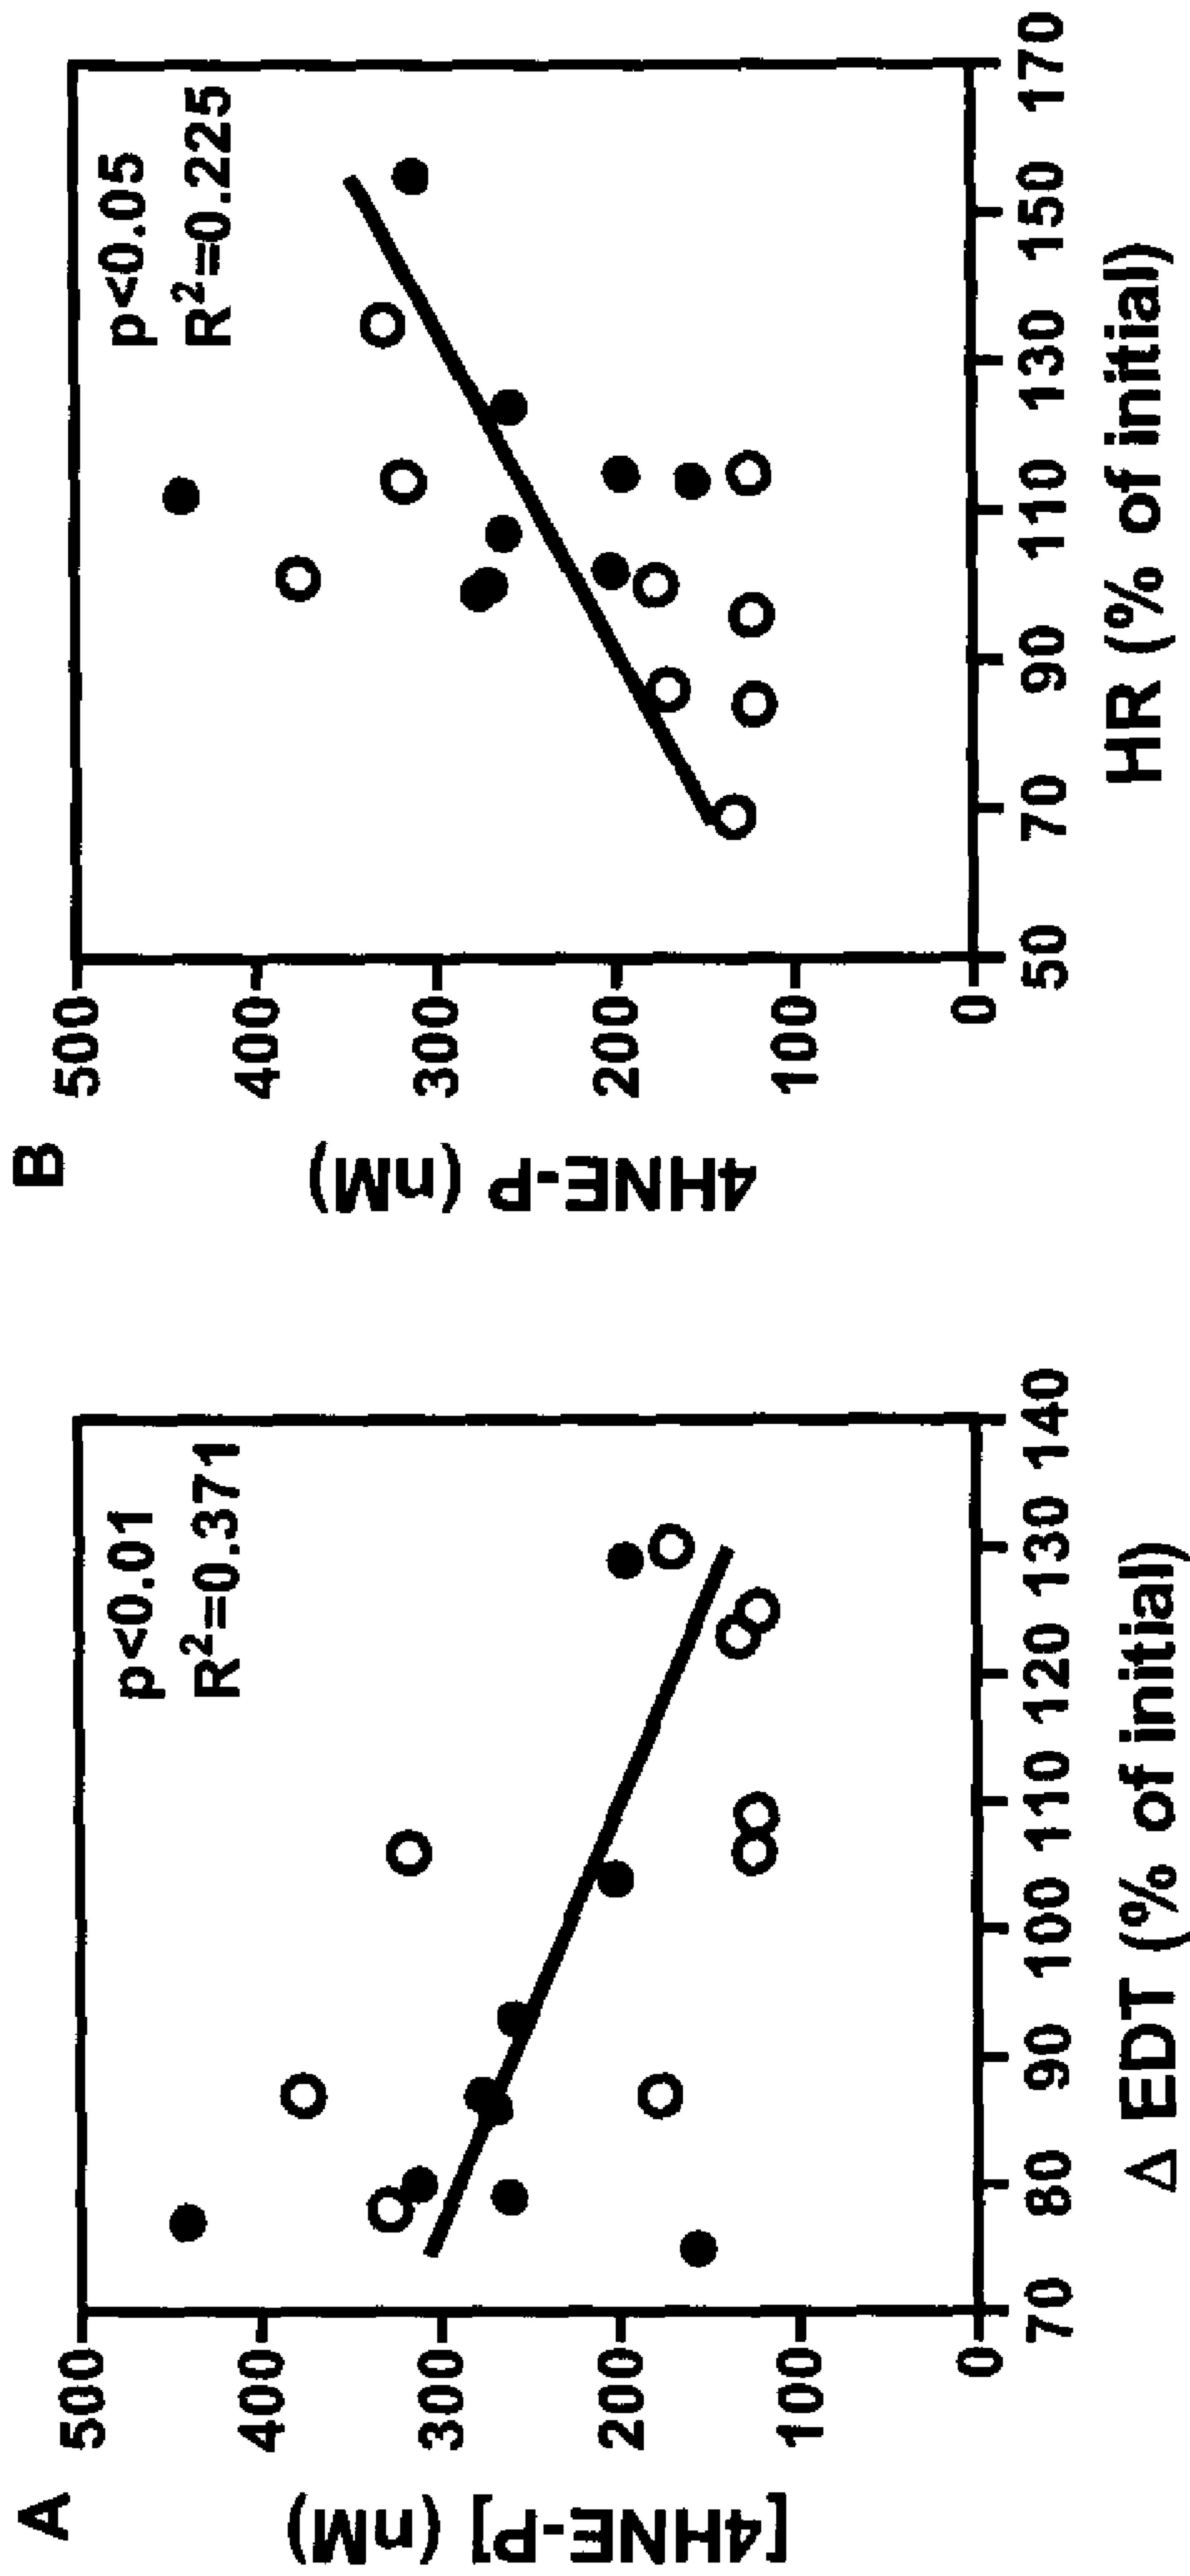 A
p<0.01
R²=0.371
500
400
300
200
100
0
[4HNE-P] (nM)
70 80 90 100 110 120 130 140
Δ EDT (% of initial)
B
p<0.05
R²=0.225
500
400
300
200
100
0
4HNE-P (nM)
50 70 90 110 130 150 170
HR (% of initial)